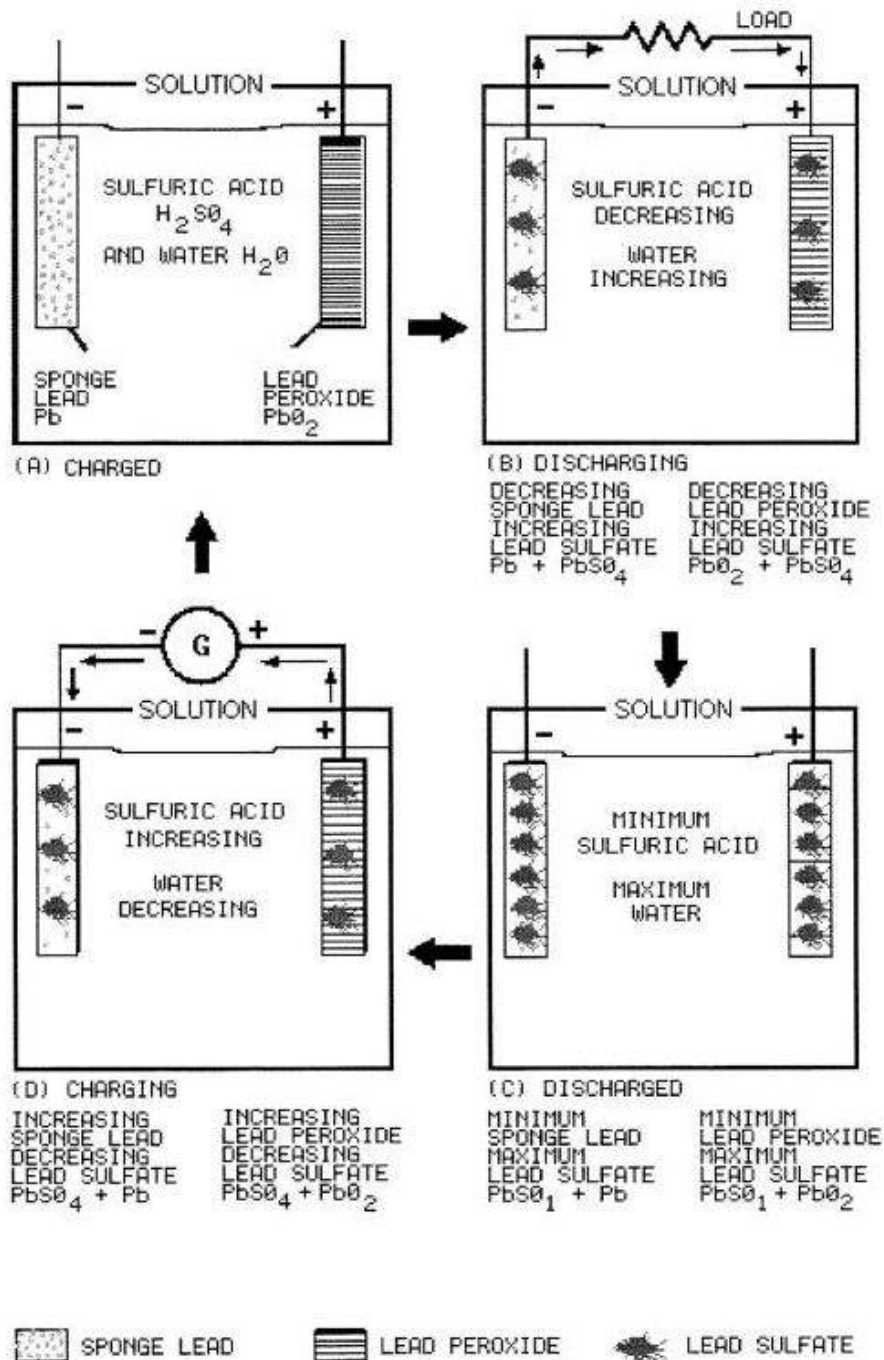 SOLUTION
− +
SULFURIC ACID
H2SO4
AND WATER H2O
SPONGE
LEAD
Pb
LEAD
PEROXIDE
PbO2
(A) CHARGED
LOAD
SOLUTION
− +
SULFURIC ACID
DECREASING
WATER
INCREASING
(B) DISCHARGING
DECREASING
SPONGE LEAD
INCREASING
LEAD SULFATE
Pb + PbSO4
DECREASING
LEAD PEROXIDE
INCREASING
LEAD SULFATE
PbO2 + PbSO4
− G +
SOLUTION
− +
SULFURIC ACID
INCREASING
WATER
DECREASING
(D) CHARGING
INCREASING
SPONGE LEAD
DECREASING
LEAD SULFATE
PbSO4 + Pb
INCREASING
LEAD PEROXIDE
DECREASING
LEAD SULFATE
PbSO4 + PbO2
SOLUTION
− +
MINIMUM
SULFURIC ACID
MAXIMUM
WATER
(C) DISCHARGED
MINIMUM
SPONGE LEAD
MAXIMUM
LEAD SULFATE
PbSO1 + Pb
MINIMUM
LEAD PEROXIDE
MAXIMUM
LEAD SULFATE
PbSO1 + PbO2
SPONGE LEAD
LEAD PEROXIDE
LEAD SULFATE